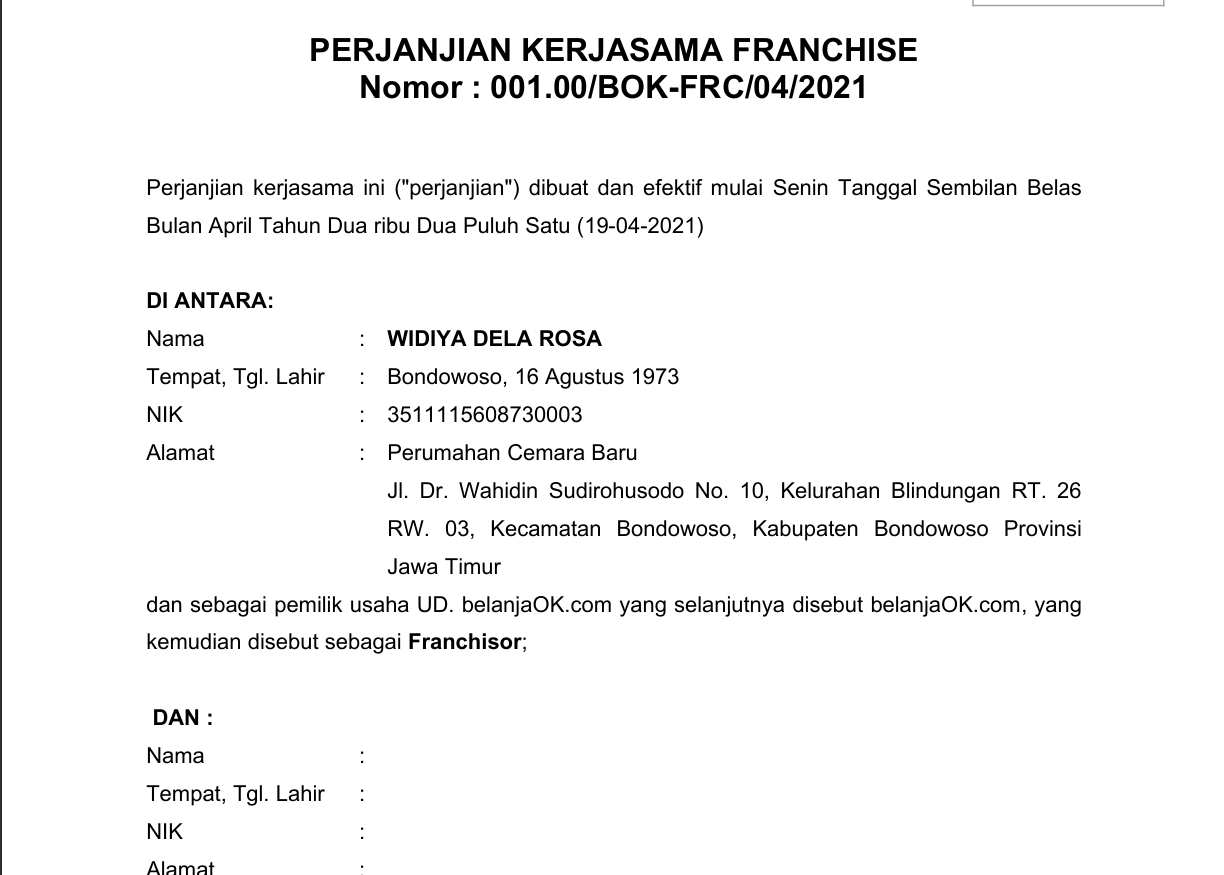 PERJANJIAN KERJASAMA FRANCHISE
Nomor : 001.00/BOK-FRC/04/2021
Perjanjian kerjasama ini ("perjanjian") dibuat dan efektif mulai Senin Tanggal Sembilan Belas
Bulan April Tahun Dua ribu Dua Puluh Satu (19-04-2021)
DI ANTARA:
Nama : WIDIYA DELA ROSA
Tempat, Tgl. Lahir : Bondowoso, 16 Agustus 1973
NIK : 3511115608730003
Alamat : Perumahan Cemara Baru
Jl. Dr. Wahidin Sudirohusodo No. 10, Kelurahan Blindungan RT. 26
RW. 03, Kecamatan Bondowoso, Kabupaten Bondowoso Provinsi
Jawa Timur
dan sebagai pemilik usaha UD. belanjaOK.com yang selanjutnya disebut belanjaOK.com, yang
kemudian disebut sebagai Franchisor;
DAN :
Nama :
Tempat, Tgl. Lahir :
NIK :
Alamat :